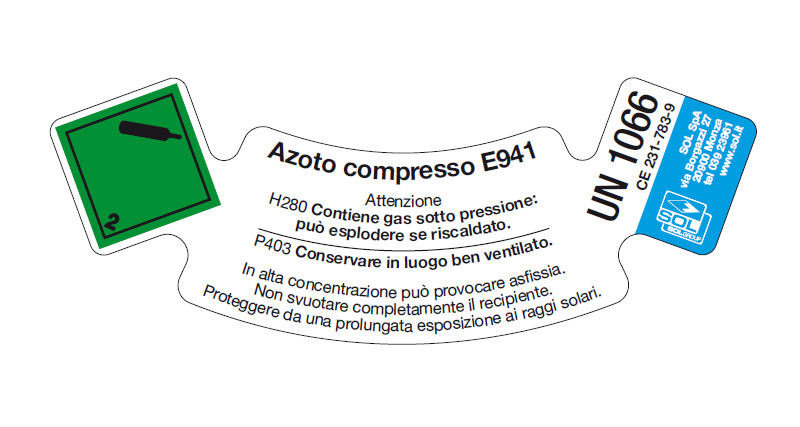 2
Azoto compresso E941
Attenzione
H280 Contiene gas sotto pressione:
può esplodere se riscaldato.
P403 Conservare in luogo ben ventilato.
In alta concentrazione può provocare asfissia.
Non svuotare completamente il recipiente.
Proteggere da una prolungata esposizione ai raggi solari.
UN 1066
CE 231-783-9
SOL SpA
via Borgazzi 27
20900 Monza
tel 039 23961
www.sol.it
SOL
SOLGROUP